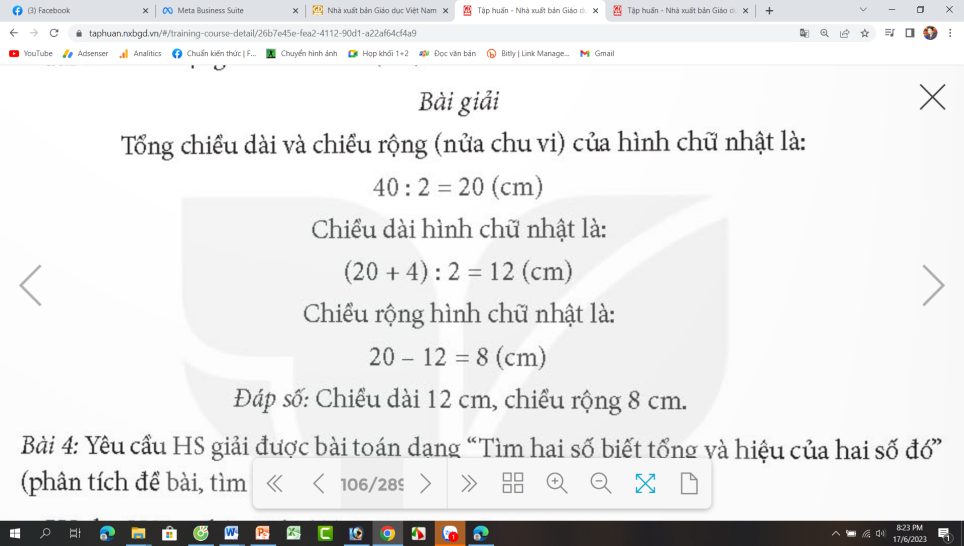 (3) Facebook
Meta Business Suite
Nhà xuất bản Giáo dục Việt Nam
Tập huấn - Nhà xuất bản Giáo dụ
Tập huấn - Nhà xuất bản Giáo dụ
taphuan.nxbgd.vn/#/training-course-detail/26b7e45e-fea2-4112-90d1-a22af64cf4a9
YouTube
Adsenser
Analitics
Chuẩn kiến thức | F...
Chuyển hình ảnh
Họp khối 1+2
Đọc văn bản
Bitly | Link Manage...
Gmail
Bài giải
Tổng chiều dài và chiều rộng (nửa chu vi) của hình chữ nhật là:
40 : 2 = 20 (cm)
Chiều dài hình chữ nhật là:
(20 + 4) : 2 = 12 (cm)
Chiều rộng hình chữ nhật là:
20 – 12 = 8 (cm)
Đáp số: Chiều dài 12 cm, chiều rộng 8 cm.
Bài 4: Yêu cầu HS giải được bài toán dạng “Tìm hai số biết tổng và hiệu của hai số đó”
(phân tích đề bài, tìm
106/289
8:23 PM
17/6/2023